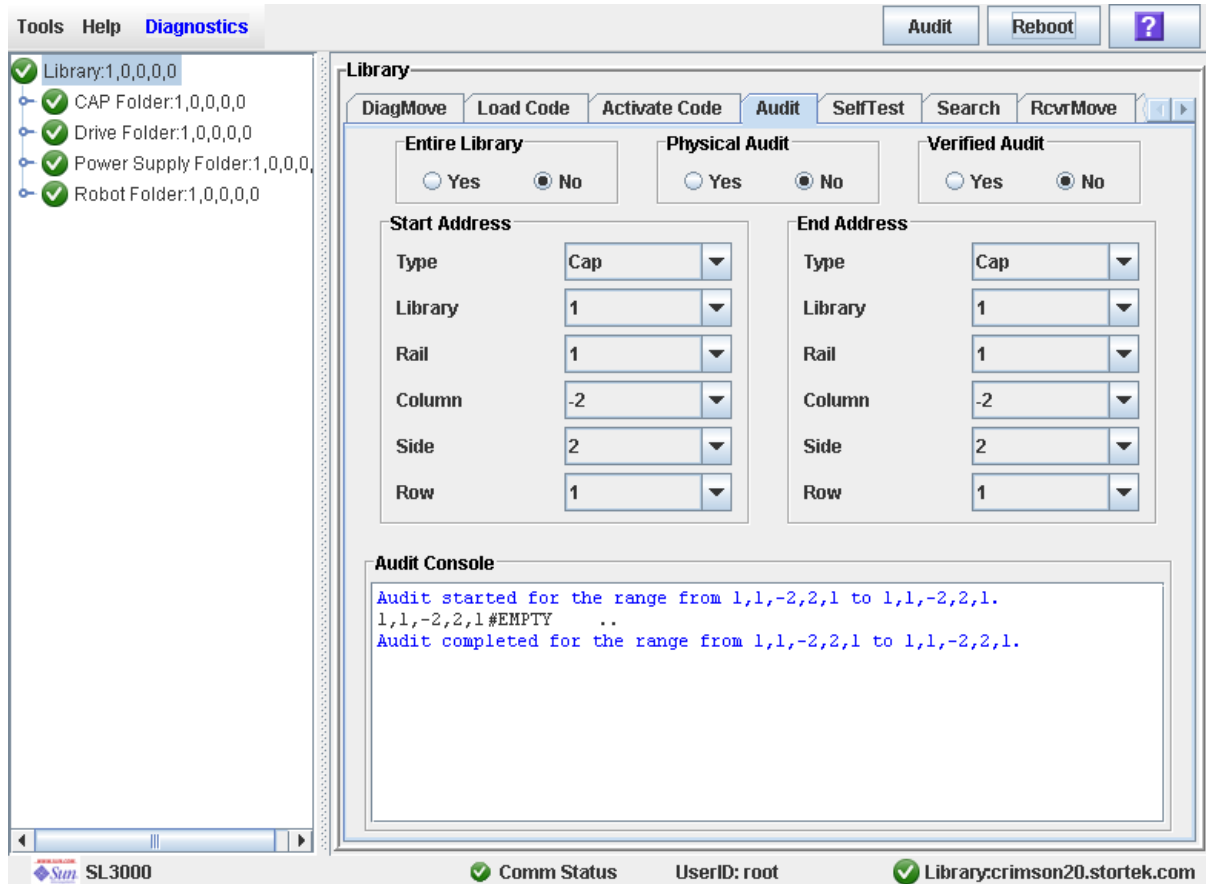 Tools Help Diagnostics
Audit
Reboot
?
Library:1,0,0,0,0
CAP Folder:1,0,0,0,0
Drive Folder:1,0,0,0,0
Power Supply Folder:1,0,0,0,
Robot Folder:1,0,0,0,0
Library
DiagMove Load Code Activate Code Audit SelfTest Search RcvrMove
Entire Library
Yes No
Physical Audit
Yes No
Verified Audit
Yes No
Start Address
Type Cap
Library 1
Rail 1
Column -2
Side 2
Row 1
End Address
Type Cap
Library 1
Rail 1
Column -2
Side 2
Row 1
Audit Console
Audit started for the range from 1,1,-2,2,1 to 1,1,-2,2,1.
1,1,-2,2,1#EMPTY ..
Audit completed for the range from 1,1,-2,2,1 to 1,1,-2,2,1.
Sun SL3000
Comm Status
UserID: root
Library:crimson20.stortek.com